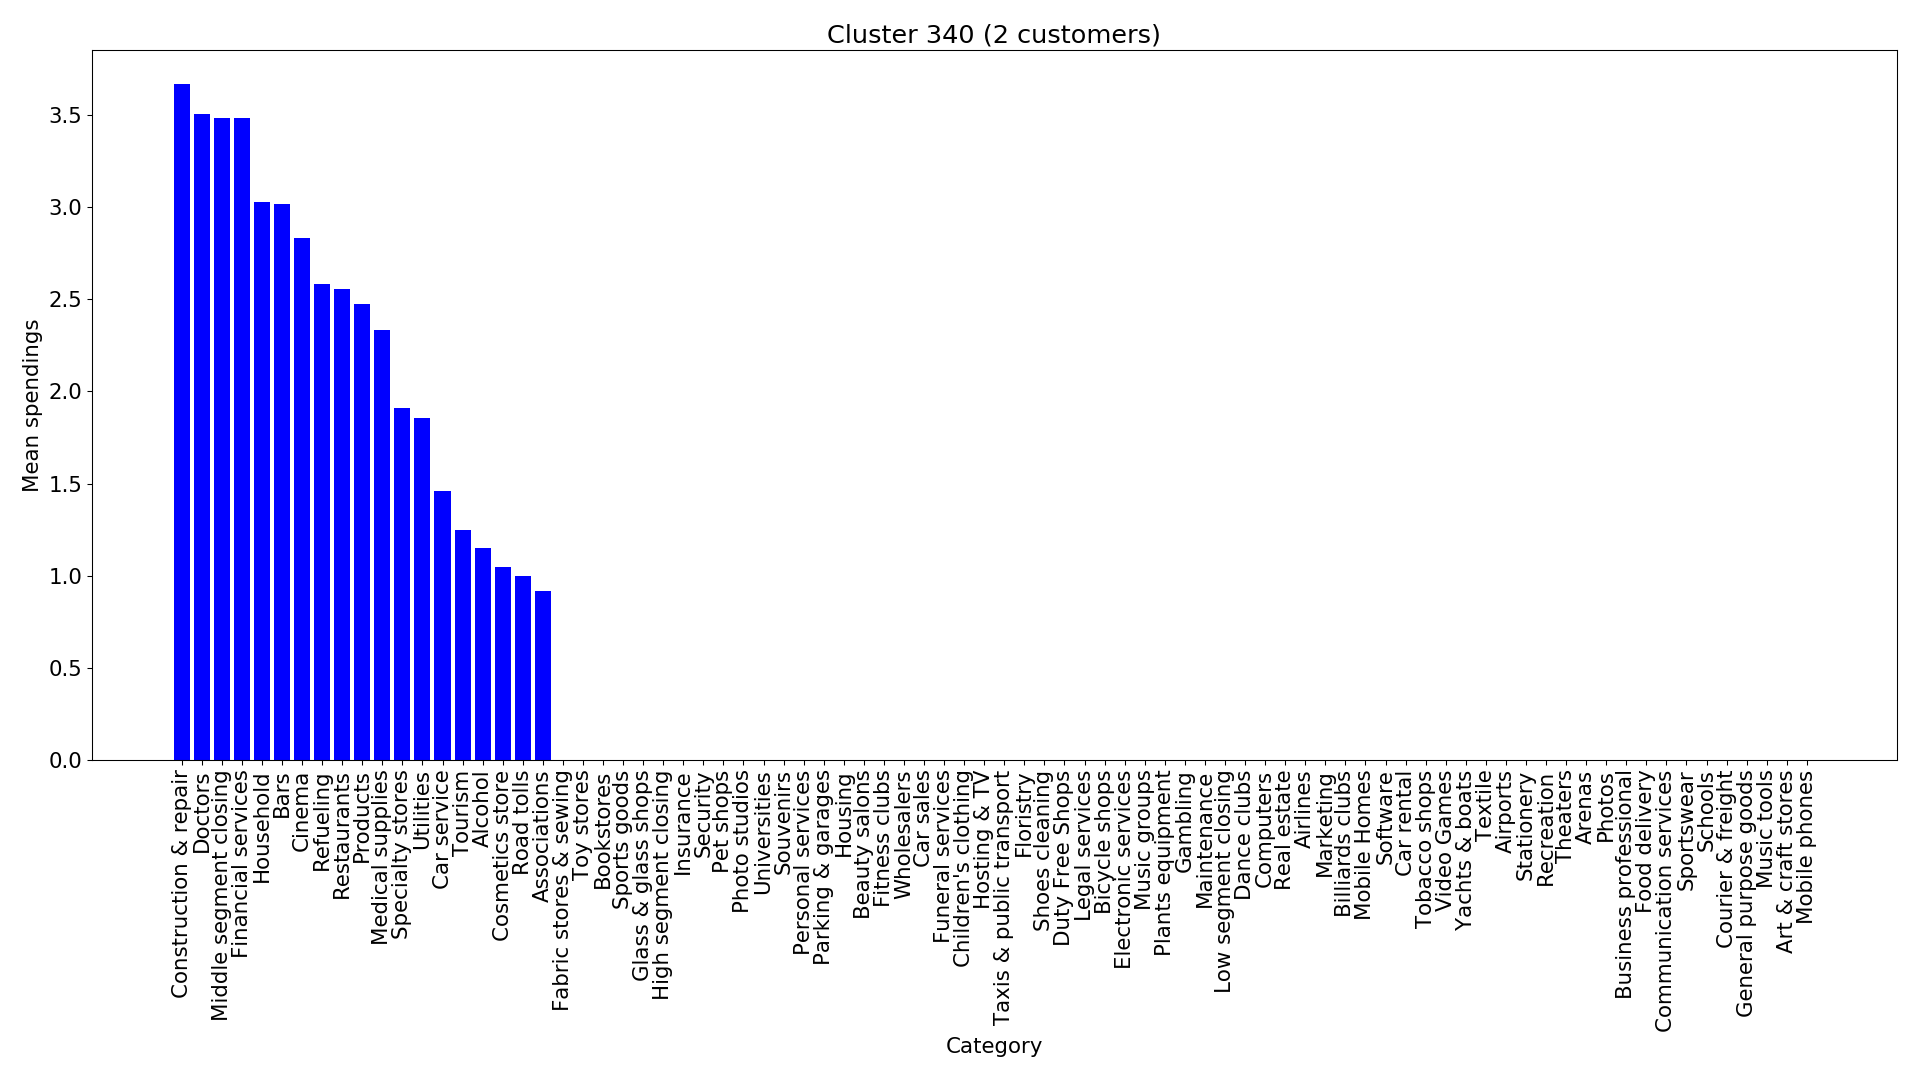 Cluster 340 (2 customers)
Mean spendings
3.5
3.0
2.5
2.0
1.5
1.0
0.5
0.0
Construction & repair
Doctors
Middle segment closing
Financial services
Household
Bars
Cinema
Refueling
Restaurants
Products
Medical supplies
Specialty stores
Utilities
Car service
Tourism
Alcohol
Cosmetics store
Road tolls
Associations
Fabric stores & sewing
Toy stores
Bookstores
Sports goods
Glass & glass shops
High segment closing
Insurance
Security
Pet shops
Photo studios
Universities
Souvenirs
Personal services
Parking & garages
Housing
Beauty salons
Fitness clubs
Wholesalers
Car sales
Funeral services
Children's clothing
Hosting & TV
Taxis & public transport
Floristry
Shoes cleaning
Duty Free Shops
Legal services
Bicycle shops
Electronic services
Music groups
Plants equipment
Gambling
Maintenance
Low segment closing
Dance clubs
Computers
Real estate
Airlines
Marketing
Billiards clubs
Mobile Homes
Software
Car rental
Tobacco shops
Video Games
Yachts & boats
Textile
Airports
Stationery
Recreation
Theaters
Arenas
Photos
Business professional
Food delivery
Communication services
Sportswear
Schools
Courier & freight
General purpose goods
Music tools
Art & craft stores
Mobile phones
Category